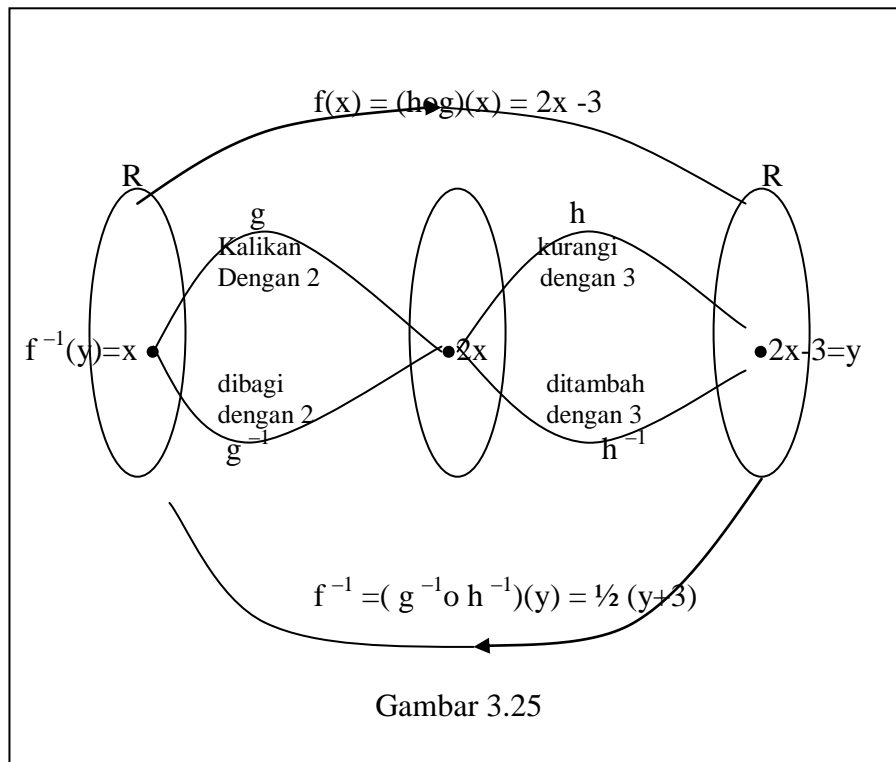 f(x) = (hog)(x) = 2x -3
R R
g h
Kalikan kurangi
Dengan 2 dengan 3
f ⁻¹(y)=x 2x 2x-3=y
dibagi ditambah
dengan 2 dengan 3
g ⁻¹ h ⁻¹
f ⁻¹ =( g ⁻¹o h ⁻¹)(y) = ½ (y+3)
Gambar 3.25